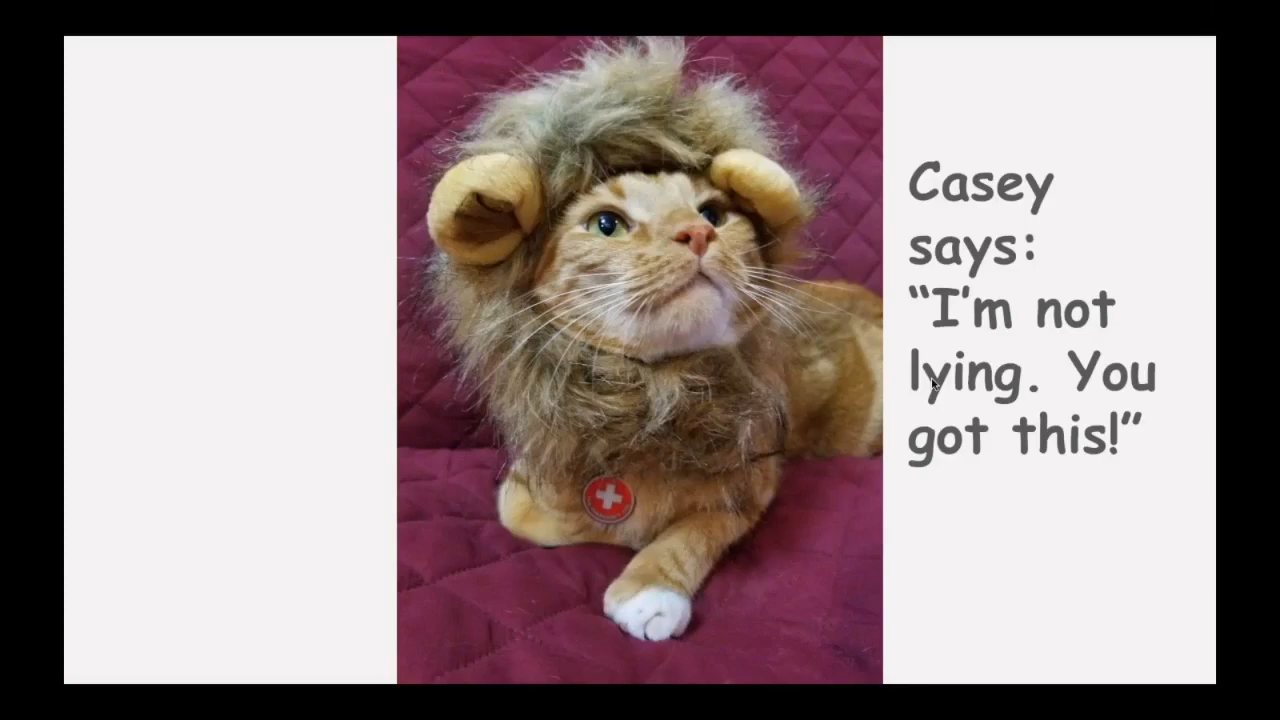 Casey
says:
“I’m not
lying. You
got this!”